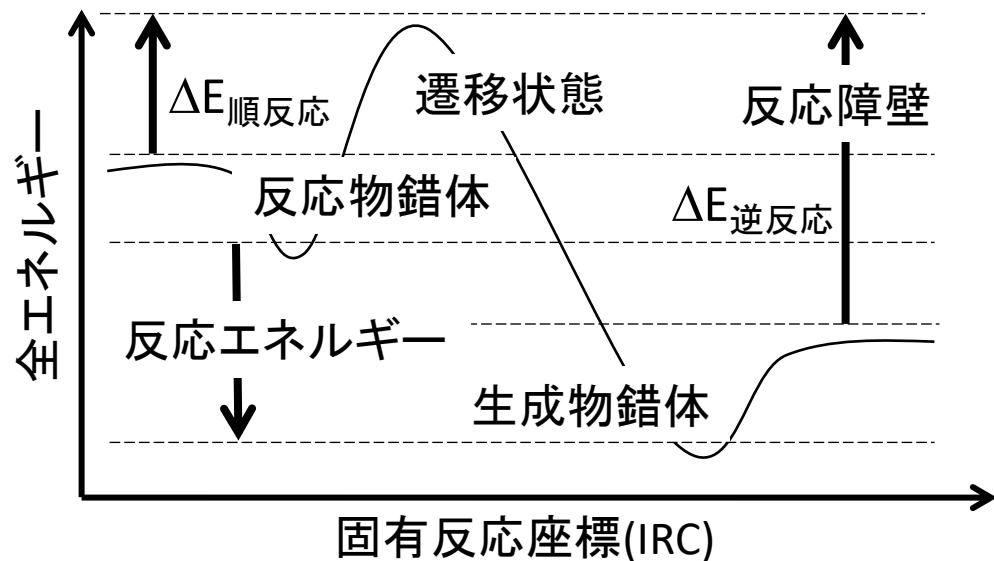 全エネルギー
ΔE順反応
遷移状態
反応障壁
反応物錯体
ΔE逆反応
反応エネルギー
生成物錯体
固有反応座標(IRC)